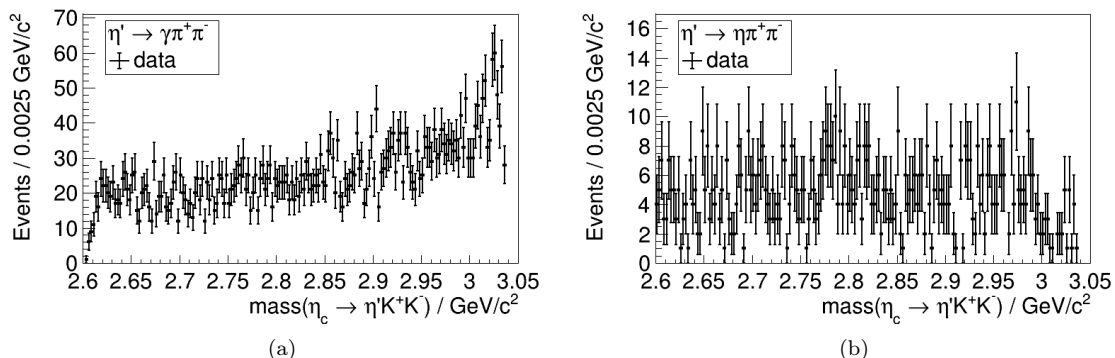 Events / 0.0025 GeV/c²
70
60
50
40
30
20
10
0
η' → γπ⁺π⁻
data
2.6 2.65 2.7 2.75 2.8 2.85 2.9 2.95 3 3.05
mass(η_c → η'K⁺K⁻) / GeV/c²
(a)
Events / 0.0025 GeV/c²
16
14
12
10
8
6
4
2
0
η' → ηπ⁺π⁻
data
2.6 2.65 2.7 2.75 2.8 2.85 2.9 2.95 3 3.05
mass(η_c → η'K⁺K⁻) / GeV/c²
(b)